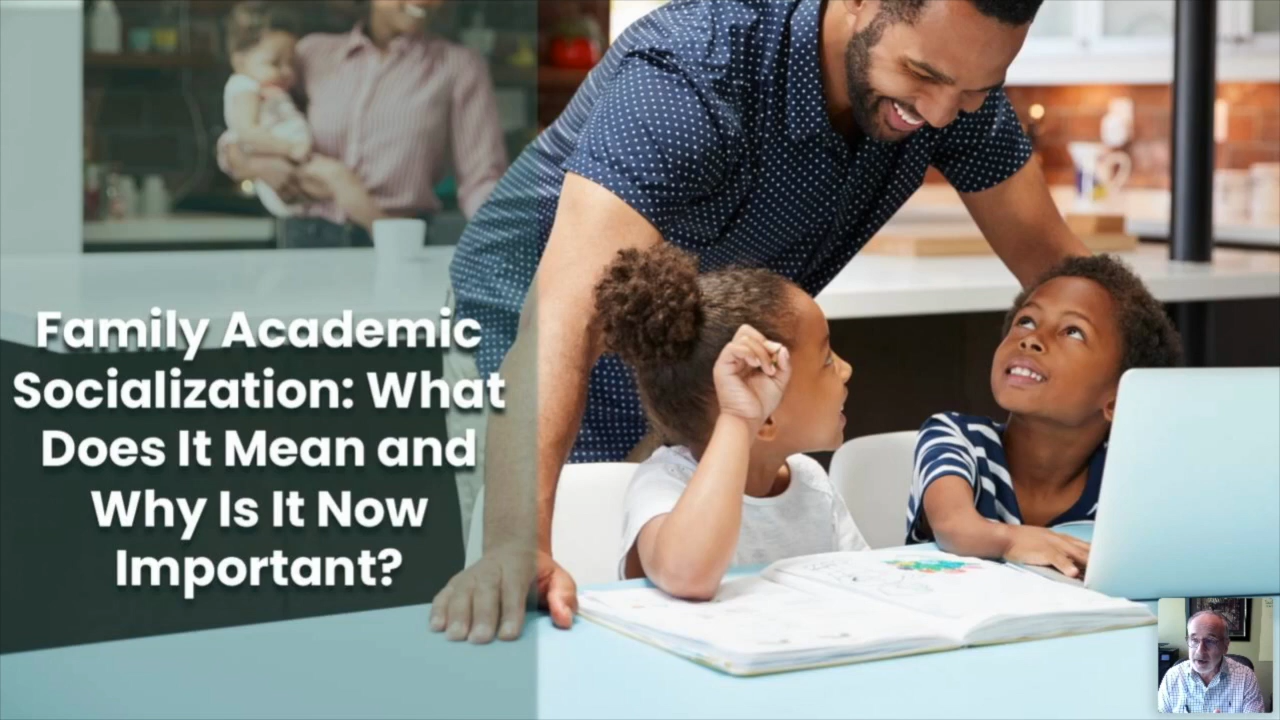 Family Academic
Socialization: What
Does It Mean and
Why Is It Now
Important?